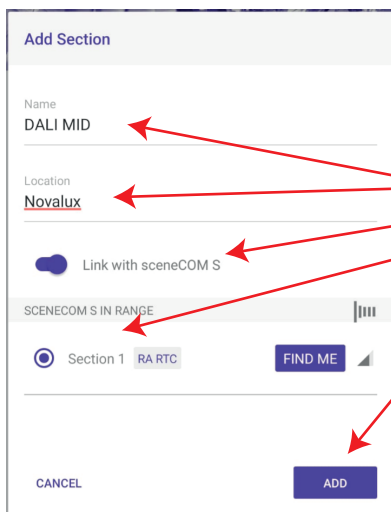 Add Section
Name
DALI MID
Location
Novalux
Link with sceneCOM S
SCENECOM S IN RANGE
Section 1 RA RTC FIND ME
CANCEL ADD